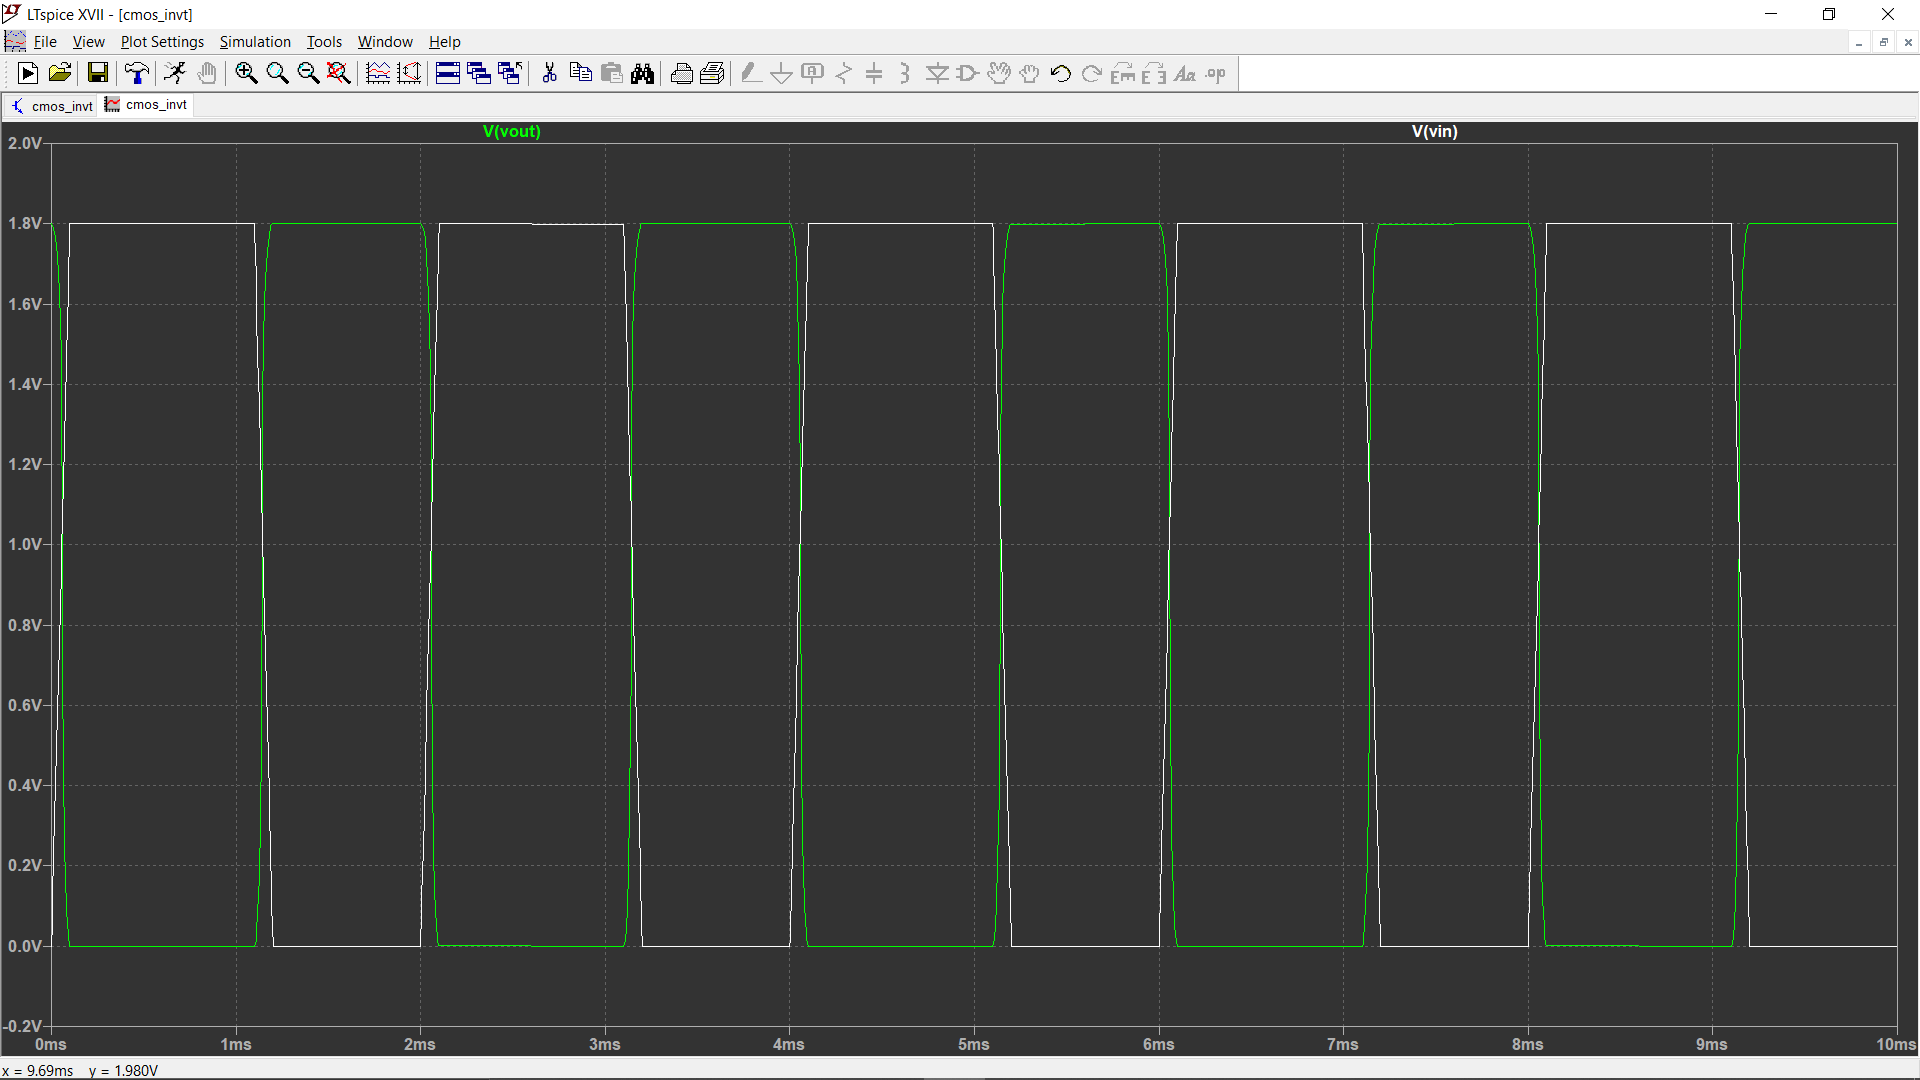 LTspice XVII - [cmos_invt]
File View Plot Settings Simulation Tools Window Help
cmos_invt cmos_invt
V(vout) V(vin)
2.0V
1.8V
1.6V
1.4V
1.2V
1.0V
0.8V
0.6V
0.4V
0.2V
0.0V
-0.2V
0ms 1ms 2ms 3ms 4ms 5ms 6ms 7ms 8ms 9ms 10ms
x = 9.69ms y = 1.980V